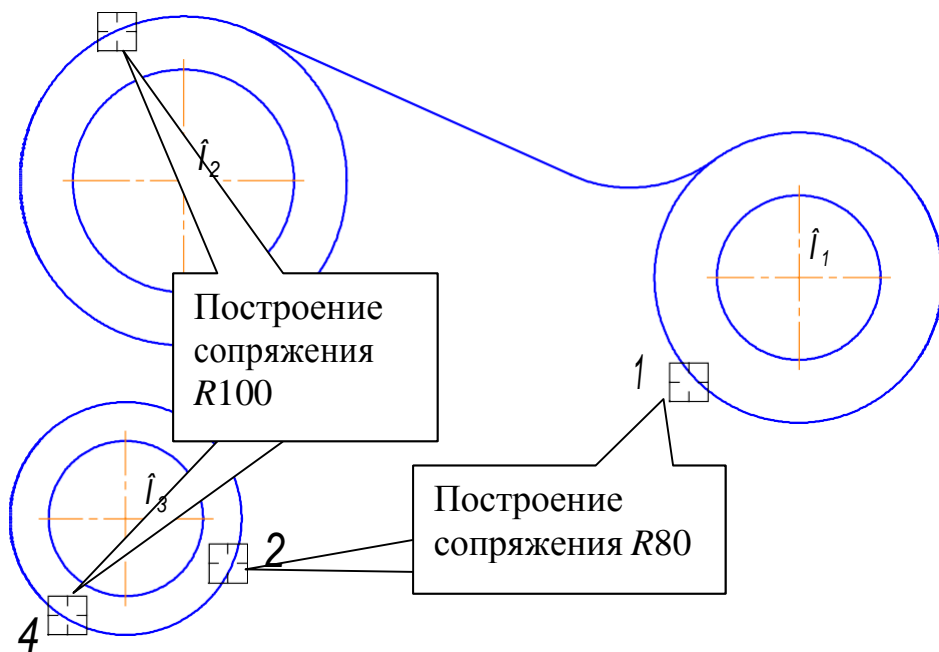 Î₂
Î₁
Построение
сопряжения
R100
1
Построение
сопряжения R80
Î₃
2
4